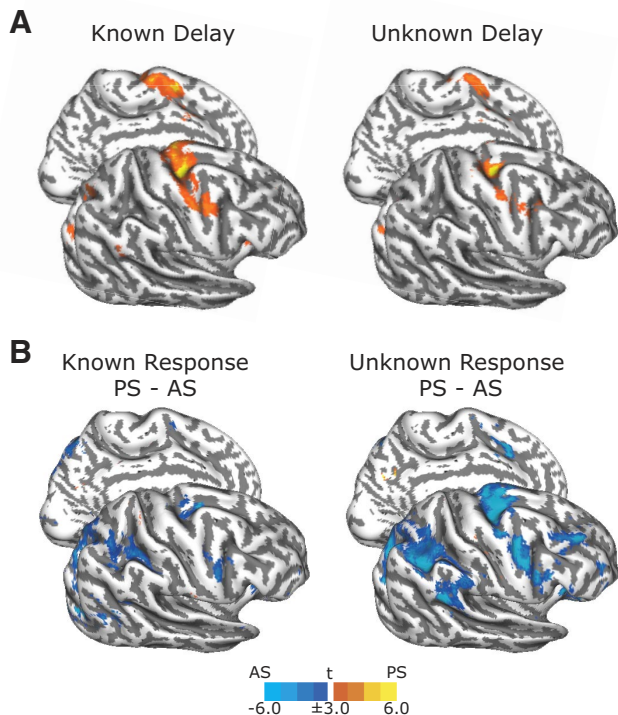 A
Known Delay
Unknown Delay
B
Known Response
PS - AS
Unknown Response
PS - AS
AS t PS
-6.0 ±3.0 6.0